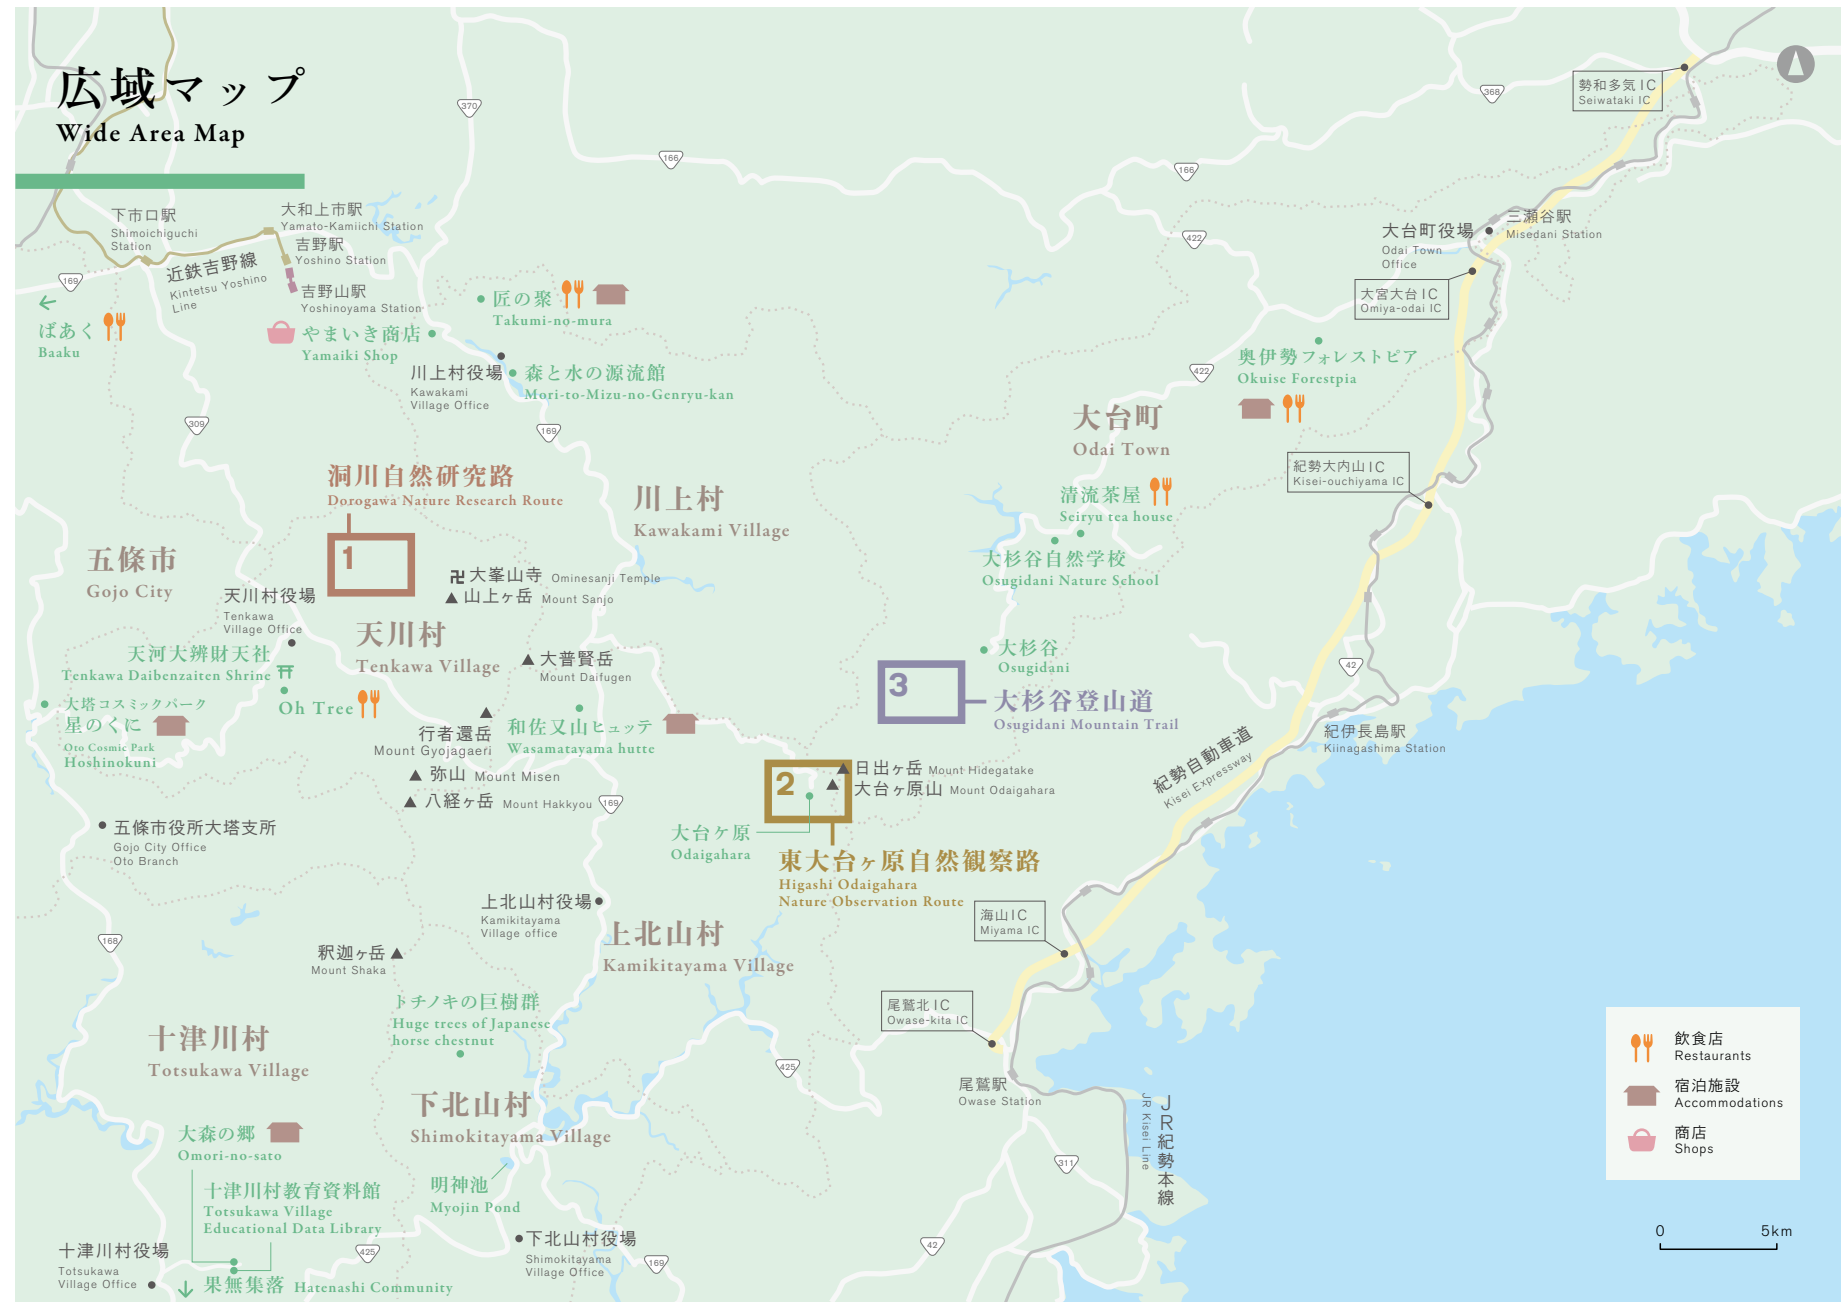 広域マップ
Wide Area Map
370
166
368
勢和多気 IC
Seiwataki IC
166
下市口駅
Shimoichiguchi
Station
大和上市駅
Yamato-Kamiichi Station
吉野駅
Yoshino Station
近鉄吉野線
Kintetsu Yoshino
Line
吉野山駅
Yoshinoyama Station
169
ばあく
Baaku
やまいき商店
Yamaiki Shop
匠の聚
Takumi-no-mura
川上村役場
Kawakami
Village Office
森と水の源流館
Mori-to-Mizu-no-Genryu-kan
422
大台町役場
Odai Town
Office
三瀬谷駅
Misedani Station
大宮大台 IC
Omiya-odai IC
奥伊勢フォレストピア
Okuise Forestpia
422
309
169
大台町
Odai Town
紀勢大内山 IC
Kisei-ouchiyama IC
洞川自然研究路
Dorogawa Nature Research Route
1
川上村
Kawakami Village
清流茶屋
Seiryu tea house
大杉谷自然学校
Osugidani Nature School
五條市
Gojo City
大峯山寺 Ominesanji Temple
山上ヶ岳 Mount Sanjo
天川村役場
Tenkawa
Village Office
天川村
Tenkawa Village
天河大辨財天社
Tenkawa Daibenzaiten Shrine
大普賢岳
Mount Daifugen
大杉谷
Osugidani
42
3
大杉谷登山道
Osugidani Mountain Trail
大塔コスミックパーク
星のくに
Oto Cosmic Park
Hoshinokuni
Oh Tree
行者還岳
Mount Gyojagaeri
和佐又山ヒュッテ
Wasamatayama hutte
紀伊長島駅
Kiinagashima Station
紀勢自動車道
Kisei Expressway
弥山 Mount Misen
八経ヶ岳 Mount Hakkyou
169
2
日出ヶ岳 Mount Hidegatake
大台ヶ原山 Mount Odaigahara
五條市役所大塔支所
Gojo City Office
Oto Branch
大台ケ原
Odaigahara
東大台ヶ原自然観察路
Higashi Odaigahara
Nature Observation Route
上北山村役場
Kamikitayama
Village office
海山 IC
Miyama IC
168
釈迦ヶ岳
Mount Shaka
上北山村
Kamikitayama Village
トチノキの巨樹群
Huge trees of Japanese
horse chestnut
尾鷲北 IC
Owase-kita IC
十津川村
Totsukawa Village
425
尾鷲駅
Owase Station
JR紀勢本線
JR Kisei Line
下北山村
Shimokitayama Village
大森の郷
Omori-no-sato
311
明神池
Myojin Pond
十津川村教育資料館
Totsukawa Village
Educational Data Library
十津川村役場
Totsukawa
Village Office
425
下北山村役場
Shimokitayama
Village Office
169
42
果無集落 Hatenashi Community
飲食店
Restaurants
宿泊施設
Accommodations
商店
Shops
0 5km